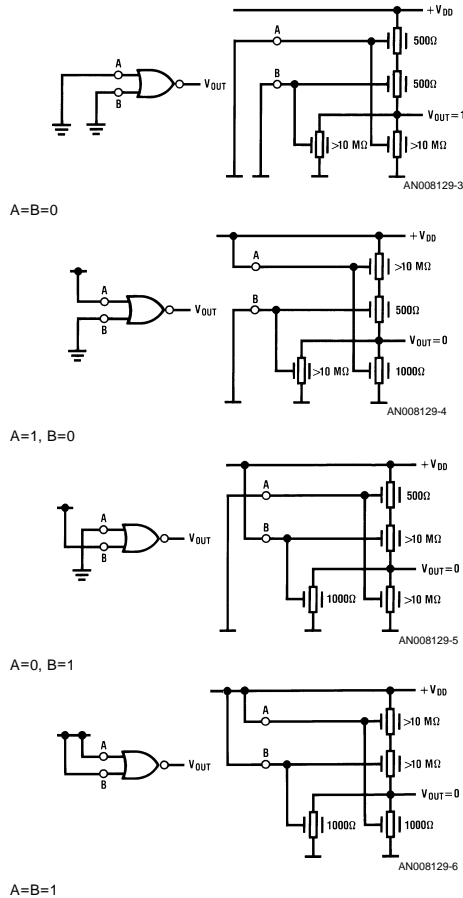 +VDD
A
500Ω
A
B
VOUT
B
500Ω
VOUT=1
>10 MΩ
>10 MΩ
AN008129-3
A=B=0
+VDD
A
>10 MΩ
A
B
VOUT
B
500Ω
VOUT=0
>10 MΩ
1000Ω
AN008129-4
A=1, B=0
+VDD
A
500Ω
A
B
VOUT
B
>10 MΩ
VOUT=0
1000Ω
>10 MΩ
AN008129-5
A=0, B=1
+VDD
A
>10 MΩ
A
B
VOUT
B
>10 MΩ
VOUT=0
1000Ω
1000Ω
AN008129-6
A=B=1